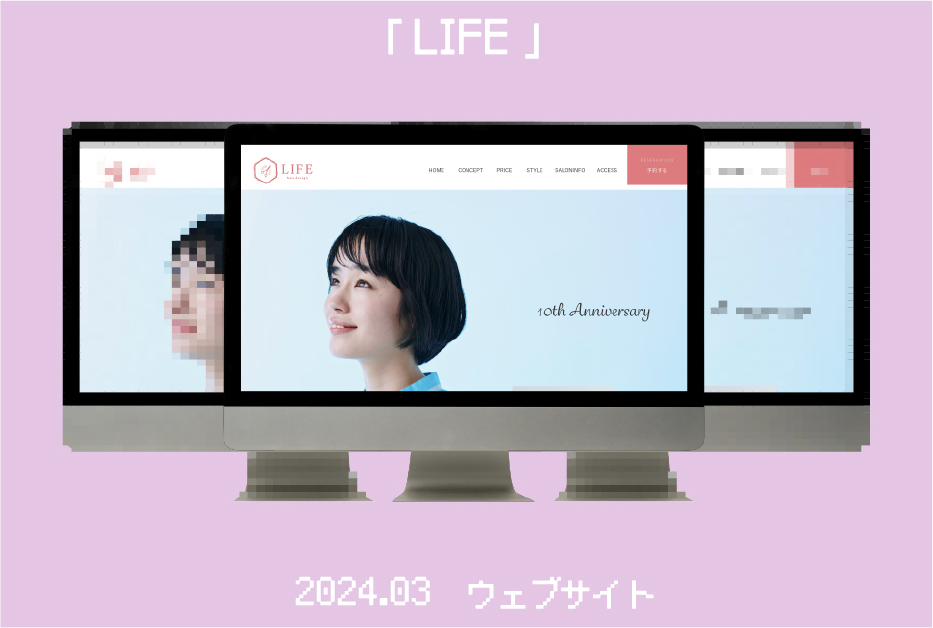 「LIFE」
LIFE
hair design
HOME CONCEPT PRICE STYLE SALONINFO ACCESS
RESERVATION
予約する
10th Anniversary
2024.03 ウェブサイト